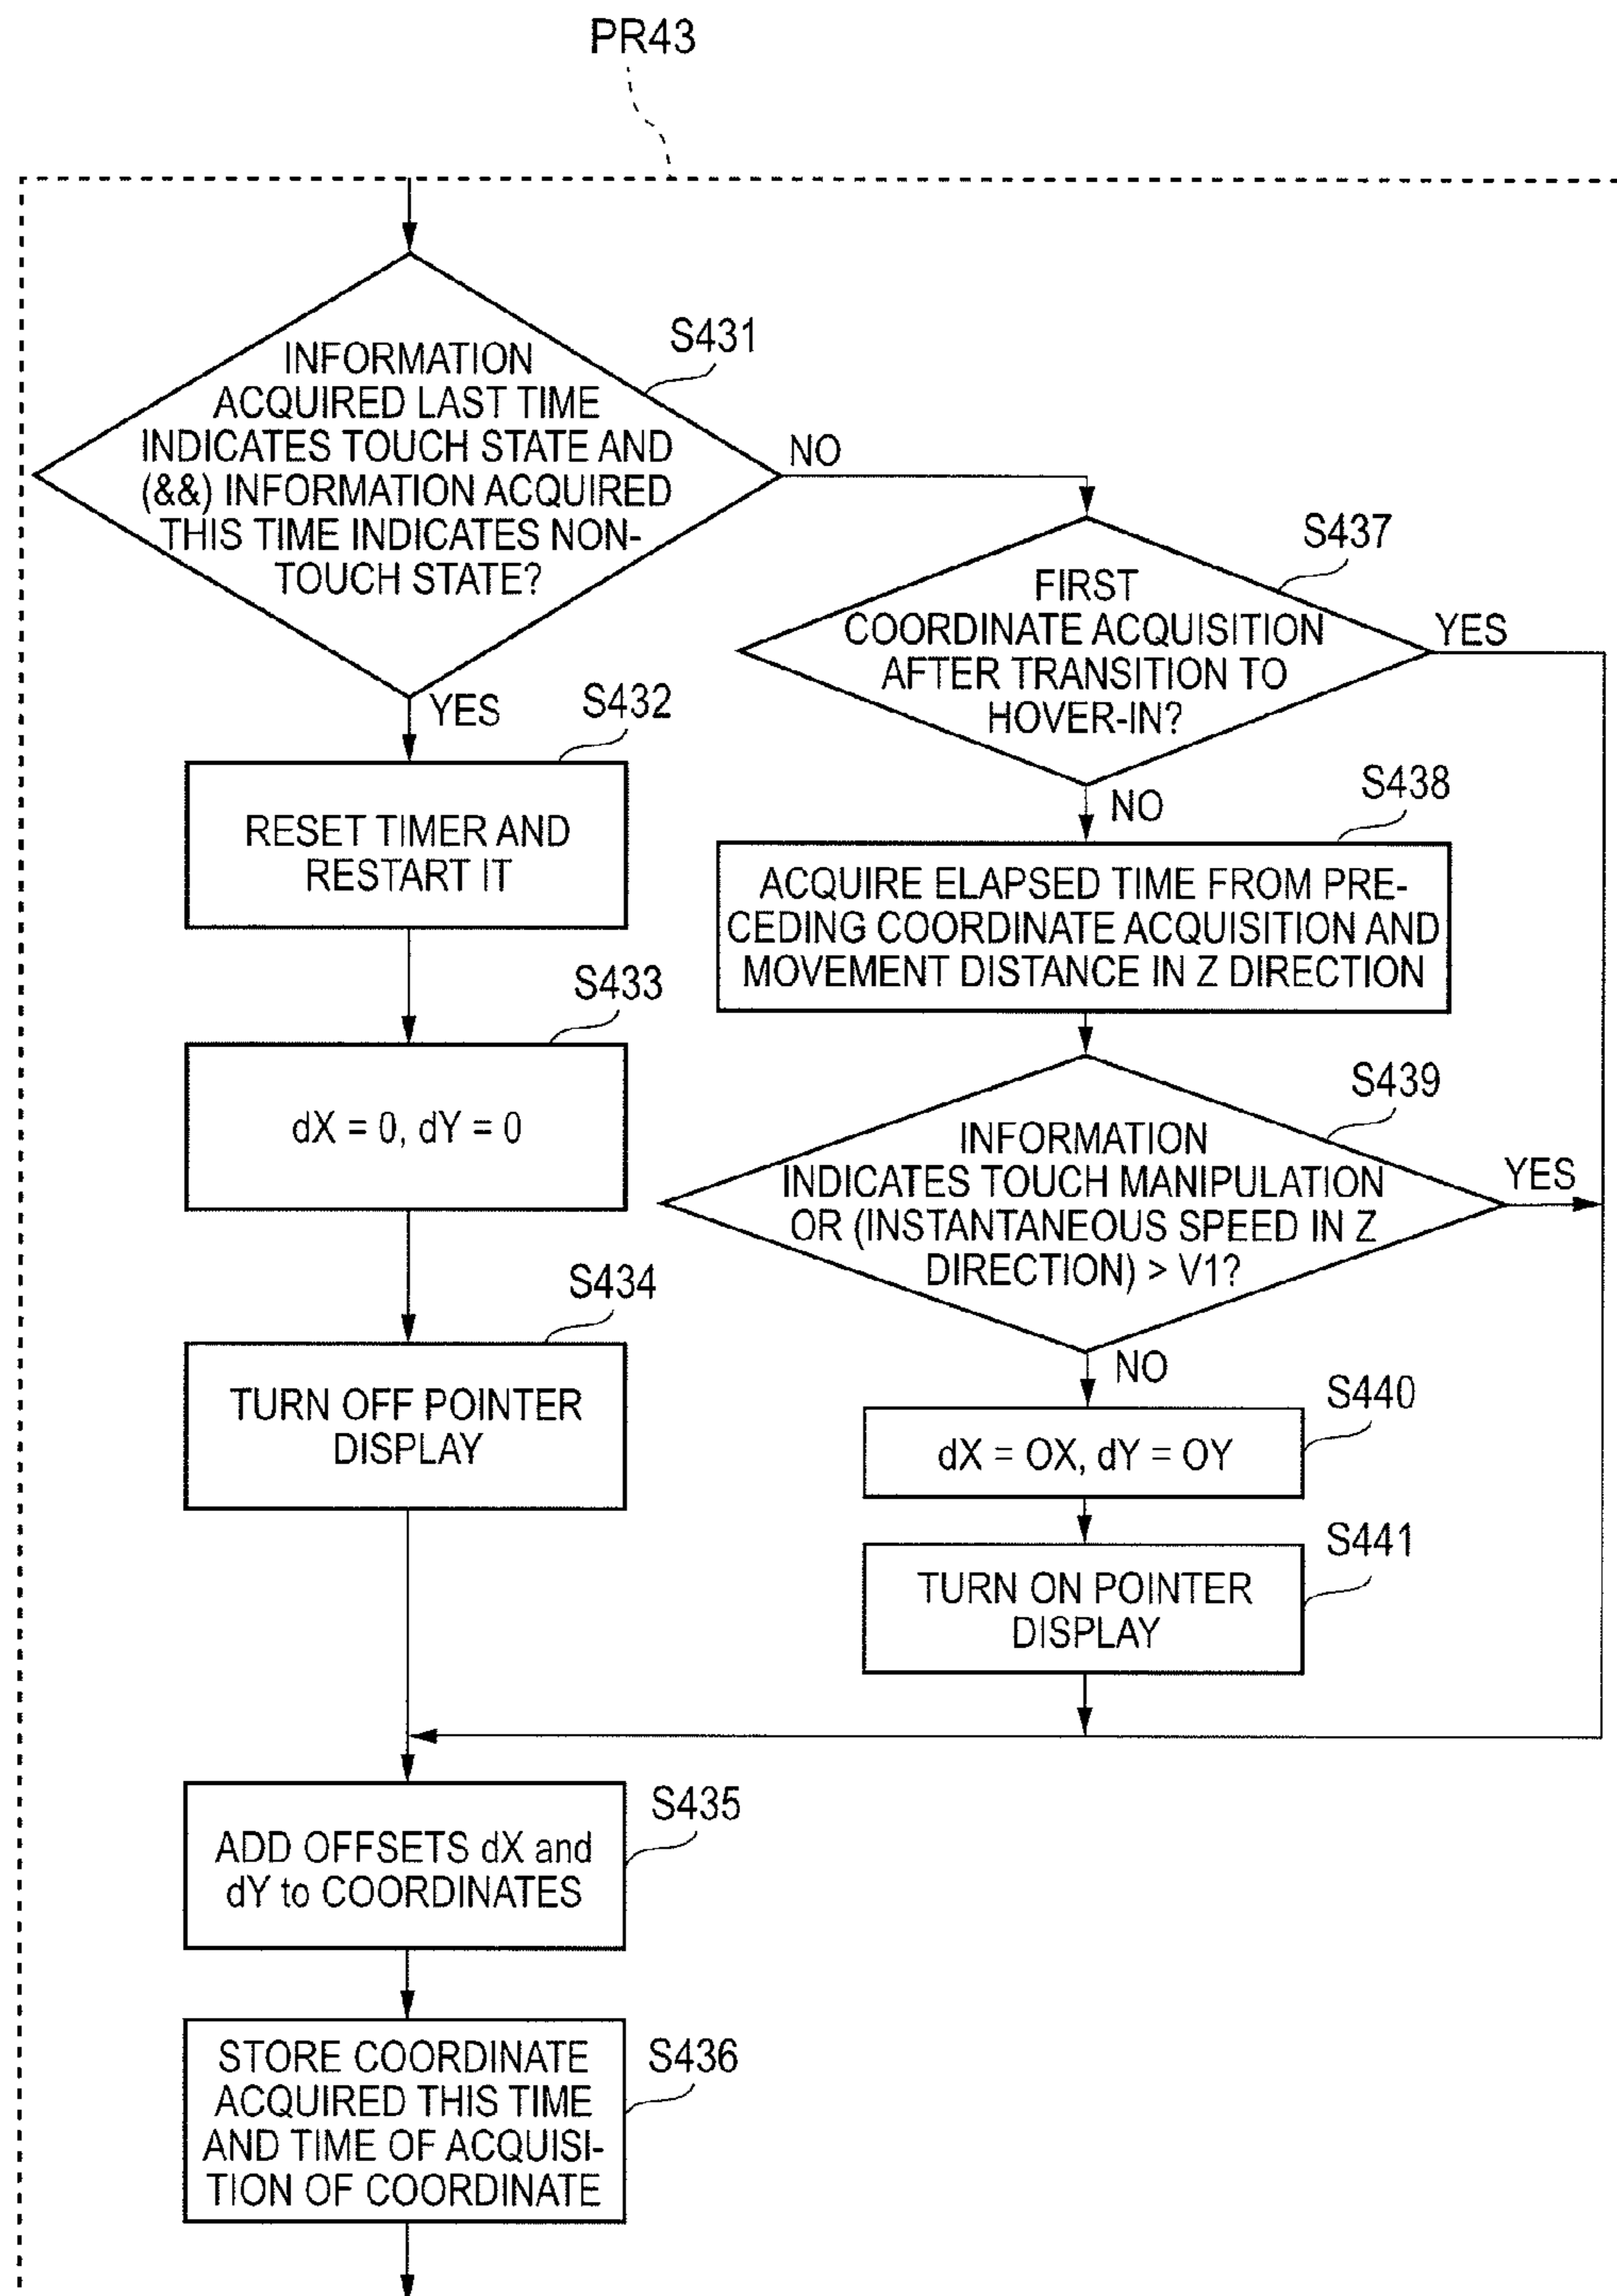 PR43
S431
INFORMATION
ACQUIRED LAST TIME
INDICATES TOUCH STATE AND
(&&) INFORMATION ACQUIRED
THIS TIME INDICATES NON-
TOUCH STATE?
NO
YES
S437
FIRST
COORDINATE ACQUISITION
AFTER TRANSITION TO
HOVER-IN?
YES
NO
S432
RESET TIMER AND
RESTART IT
S438
ACQUIRE ELAPSED TIME FROM PRE-
CEDING COORDINATE ACQUISITION AND
MOVEMENT DISTANCE IN Z DIRECTION
S433
dX = 0, dY = 0
S439
INFORMATION
INDICATES TOUCH MANIPULATION
OR (INSTANTANEOUS SPEED IN Z
DIRECTION) > V1?
YES
NO
S434
TURN OFF POINTER
DISPLAY
S440
dX = OX, dY = OY
S441
TURN ON POINTER
DISPLAY
S435
ADD OFFSETS dX and
dY to COORDINATES
S436
STORE COORDINATE
ACQUIRED THIS TIME
AND TIME OF ACQUISI-
TION OF COORDINATE